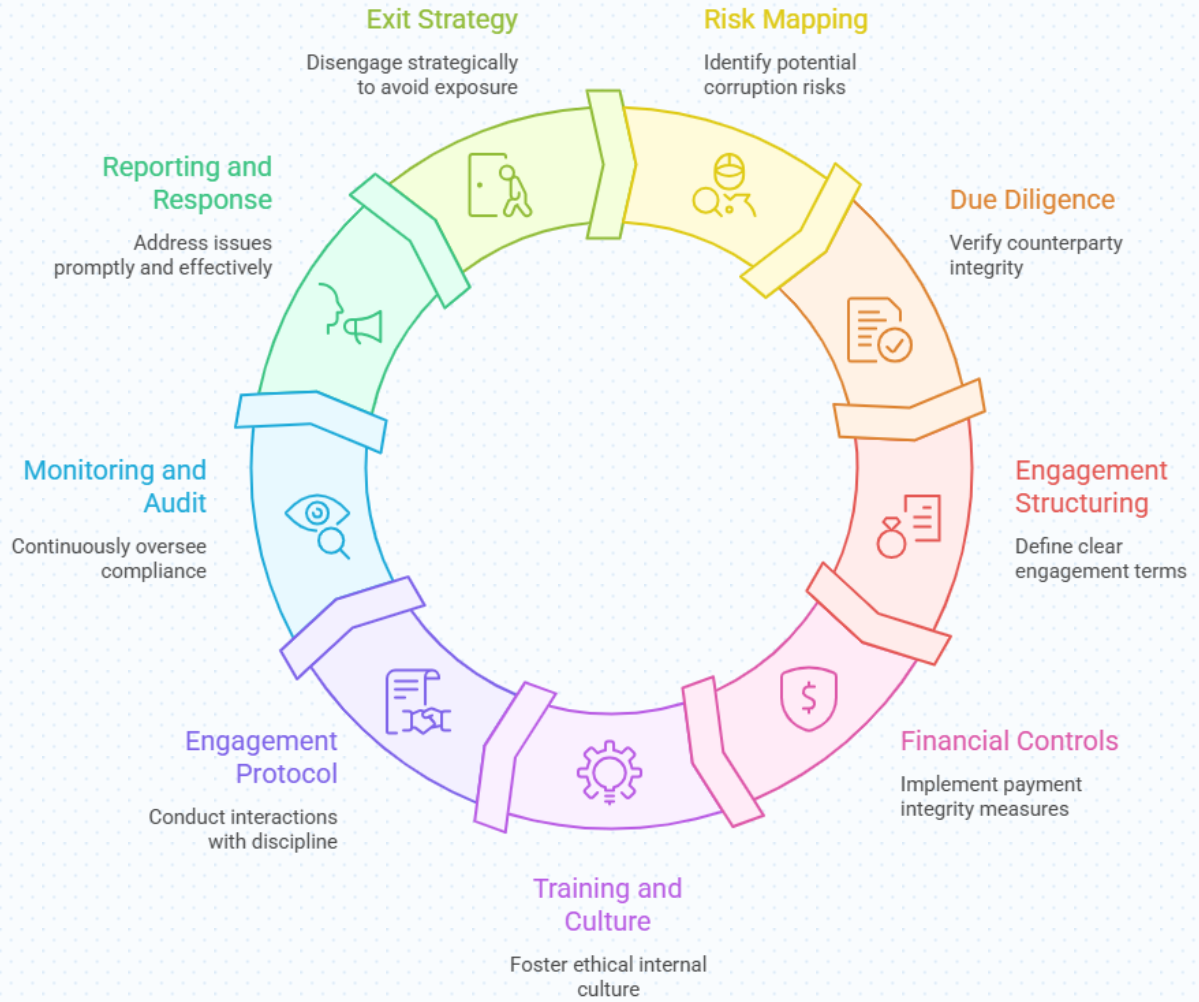 Exit Strategy
Disengage strategically
to avoid exposure
Risk Mapping
Identify potential
corruption risks
Due Diligence
Verify counterparty
integrity
Engagement
Structuring
Define clear
engagement terms
Financial Controls
Implement payment
integrity measures
Training and
Culture
Foster ethical internal
culture
Engagement
Protocol
Conduct interactions
with discipline
Monitoring and
Audit
Continuously oversee
compliance
Reporting and
Response
Address issues
promptly and effectively
$